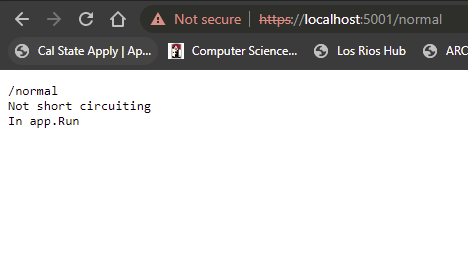 Not secure https://localhost:5001/normal
Cal State Apply | Ap... Computer Science... Los Rios Hub ARC
/normal
Not short circuiting
In app.Run